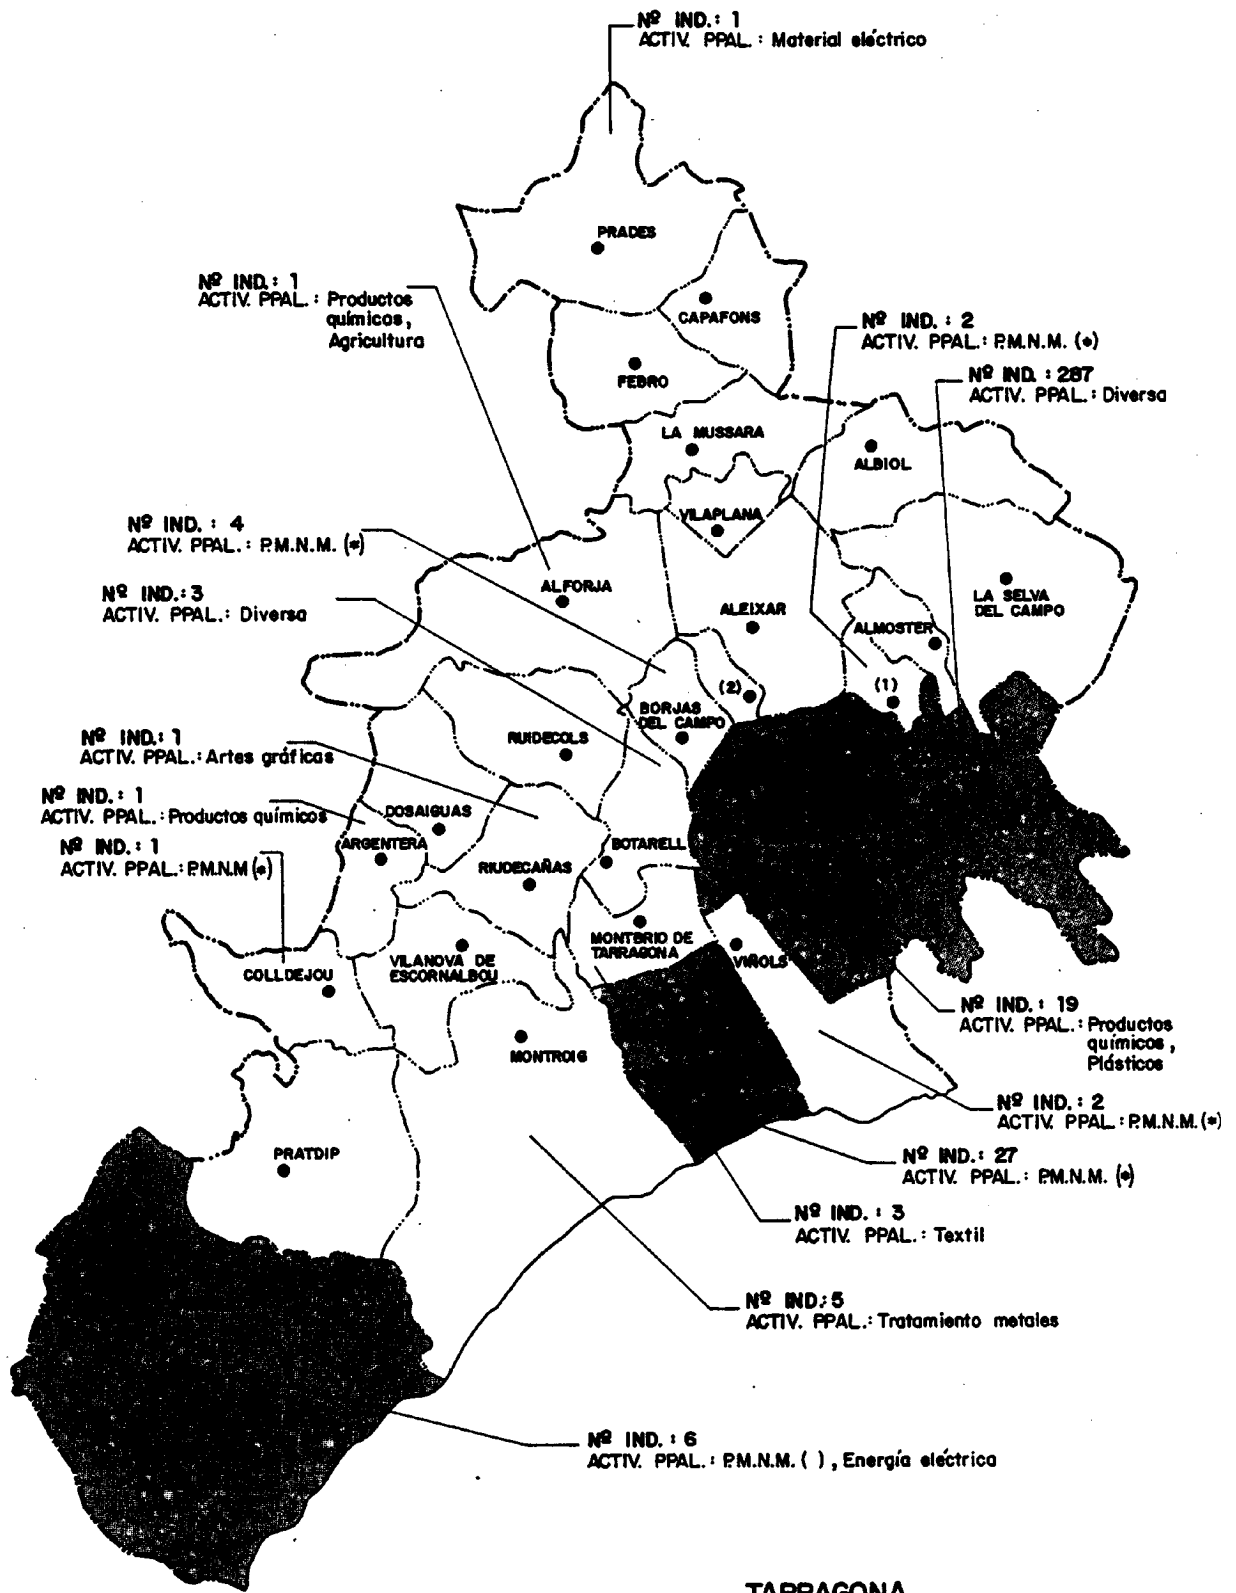 Nº IND.: 1
ACTIV. PPAL.: Material eléctrico
PRADES
Nº IND.: 1
ACTIV. PPAL.: Productos
químicos,
Agricultura
CAPAFONS
Nº IND.: 2
ACTIV. PPAL.: P.M.N.M. (*)
FEBRO
Nº IND.: 287
ACTIV. PPAL.: Diversa
LA MUSSARA
ALBIOL
VILAPLANA
Nº IND.: 4
ACTIV. PPAL.: P.M.N.M. (*)
ALFORJA
Nº IND.: 3
ACTIV. PPAL.: Diversa
LA SELVA
DEL CAMPO
ALEIXAR
ALMOSTER
(2)
(1)
BORJAS
DEL CAMPO
RUIDECOLS
Nº IND.: 1
ACTIV. PPAL.: Artes gráficas
Nº IND.: 1
ACTIV. PPAL.: Productos químicos
DOSAIGUAS
ARGENTERA
BOTARELL
Nº IND.: 1
ACTIV. PPAL.: P.M.N.M (*)
RIUDECAÑAS
MONTBRIO DE
TARRAGONA
VIÑOLS
VILANOVA DE
ESCORNALBOU
COLLDEJOU
Nº IND.: 19
ACTIV. PPAL.: Productos
químicos,
Plásticos
MONTROIG
Nº IND.: 2
ACTIV. PPAL.: P.M.N.M. (*)
PRATDIP
Nº IND.: 27
ACTIV. PPAL.: P.M.N.M. (*)
Nº IND.: 3
ACTIV. PPAL.: Textil
Nº IND.: 5
ACTIV. PPAL.: Tratamiento metales
Nº IND.: 6
ACTIV. PPAL.: P.M.N.M. ( ), Energía eléctrica
TARRAGONA